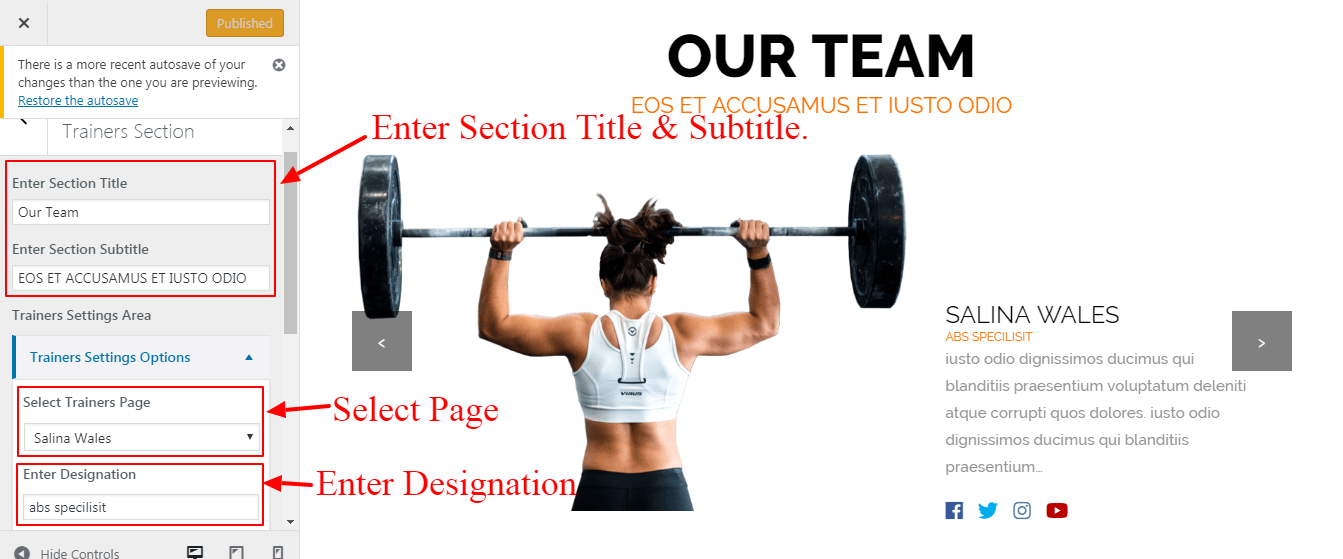 Published
There is a more recent autosave of your
changes than the one you are previewing.
Restore the autosave
Trainers Section
Enter Section Title
Our Team
Enter Section Subtitle
EOS ET ACCUSAMUS ET IUSTO ODIO
Trainers Settings Area
Trainers Settings Options
Select Trainers Page
Salina Wales
Enter Designation
abs specilisit
Hide Controls
OUR TEAM
EOS ET ACCUSAMUS ET IUSTO ODIO
Enter Section Title & Subtitle.
Select Page
Enter Designation
VIRUS
<
SALINA WALES
ABS SPECILISIT
iusto odio dignissimos ducimus qui
blanditiis praesentium voluptatum deleniti
atque corrupti quos dolores. iusto odio
dignissimos ducimus qui blanditiis
praesentium…
>